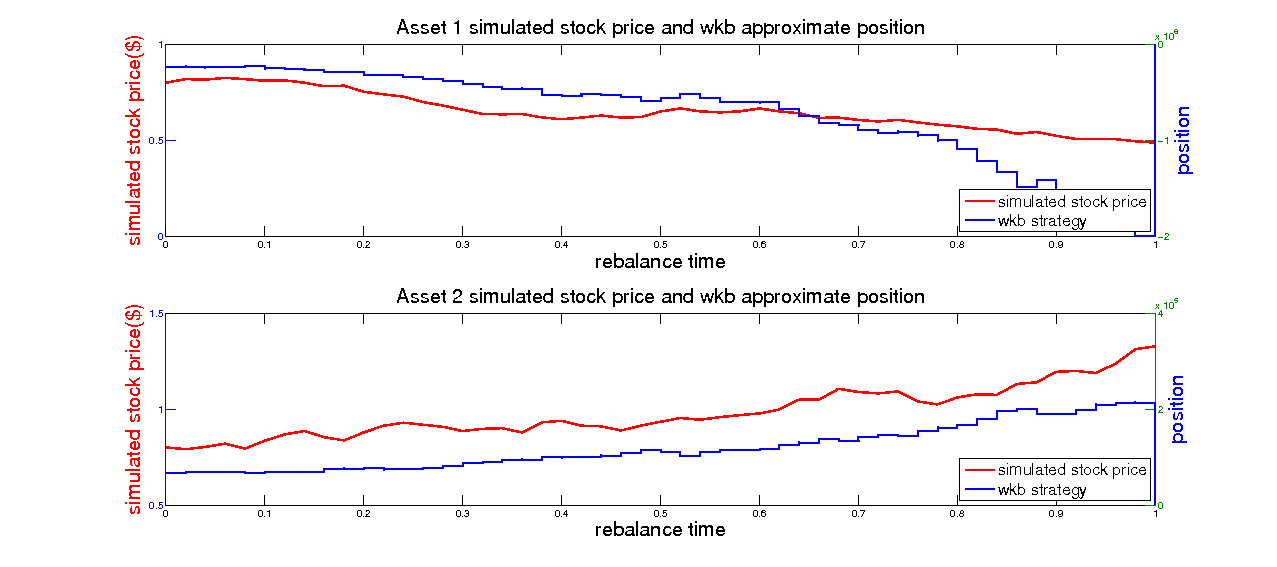 Asset 1 simulated stock price and wkb approximate position
simulated stock price($)
1
0.5
0
0
0.1
0.2
0.3
0.4
0.5
0.6
0.7
0.8
0.9
1
rebalance time
0
−1
−2
position
simulated stock price
wkb strategy
Asset 2 simulated stock price and wkb approximate position
simulated stock price($)
1.5
1
0.5
0
0.1
0.2
0.3
0.4
0.5
0.6
0.7
0.8
0.9
1
rebalance time
4
2
0
position
simulated stock price
wkb strategy